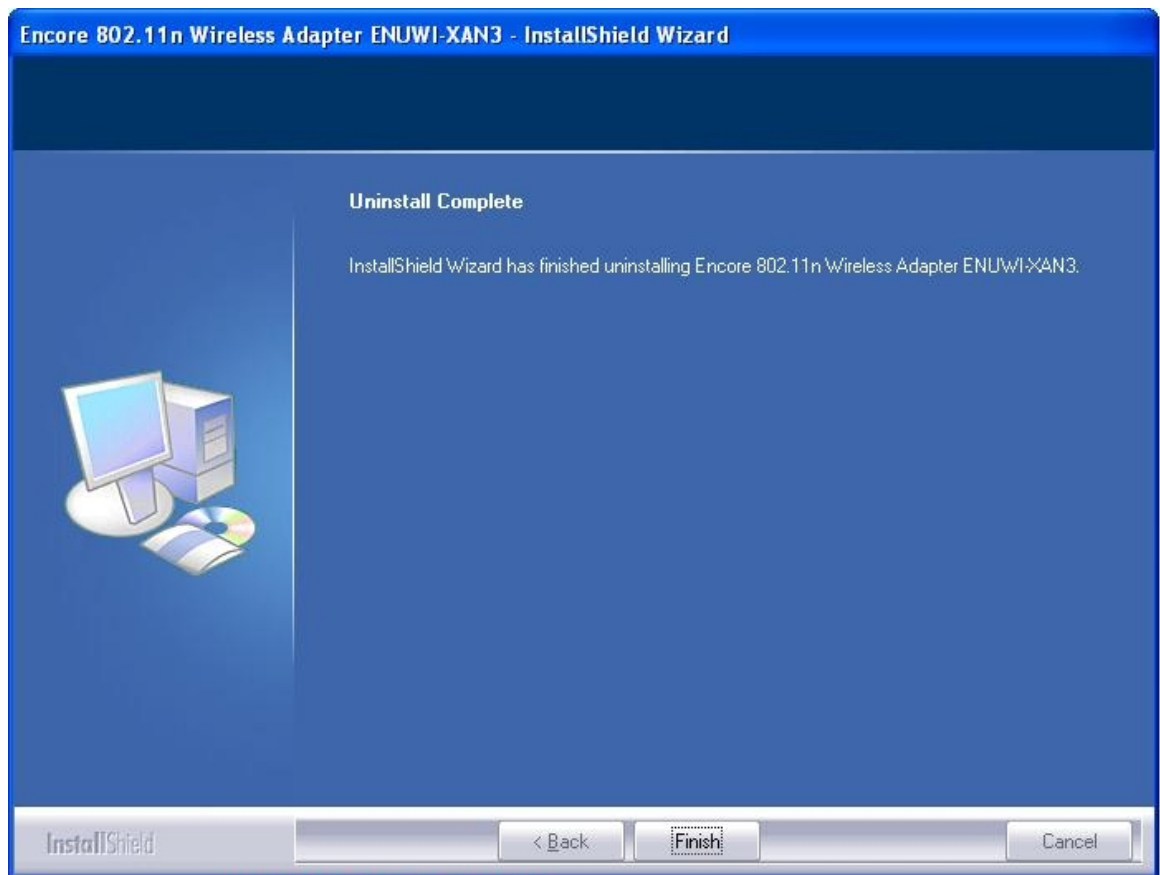 Encore 802.11n Wireless Adapter ENUWI-XAN3 - InstallShield Wizard
Uninstall Complete
InstallShield Wizard has finished uninstalling Encore 802.11n Wireless Adapter ENUWI-XAN3.
InstallShield
< Back
Finish
Cancel